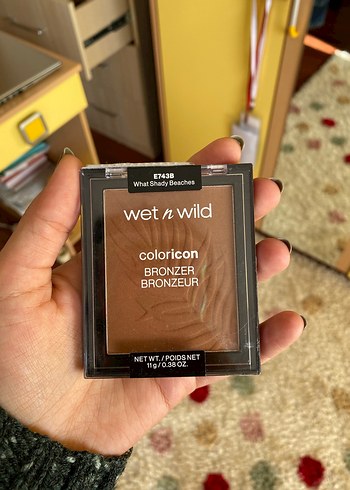 E743B
What Shady Beaches
wet n wild
coloricon
BRONZER
BRONZEUR
NET WT. / POIDS NET
11g / 0.38 OZ.